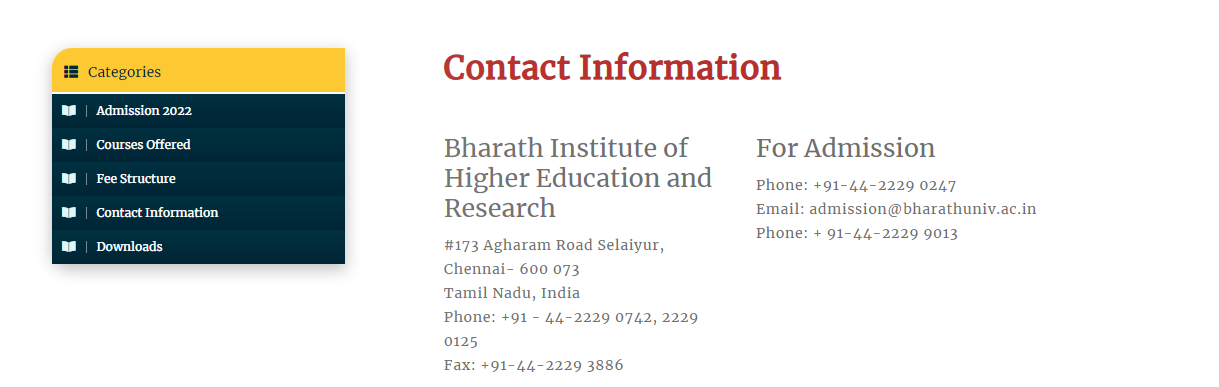 Categories
Admission 2022
Courses Offered
Fee Structure
Contact Information
Downloads
Contact Information
Bharath Institute of
Higher Education and
Research
#173 Agharam Road Selaiyur,
Chennai- 600 073
Tamil Nadu, India
Phone: +91 - 44-2229 0742, 2229
0125
Fax: +91-44-2229 3886
For Admission
Phone: +91-44-2229 0247
Email: admission@bharathuniv.ac.in
Phone: + 91-44-2229 9013